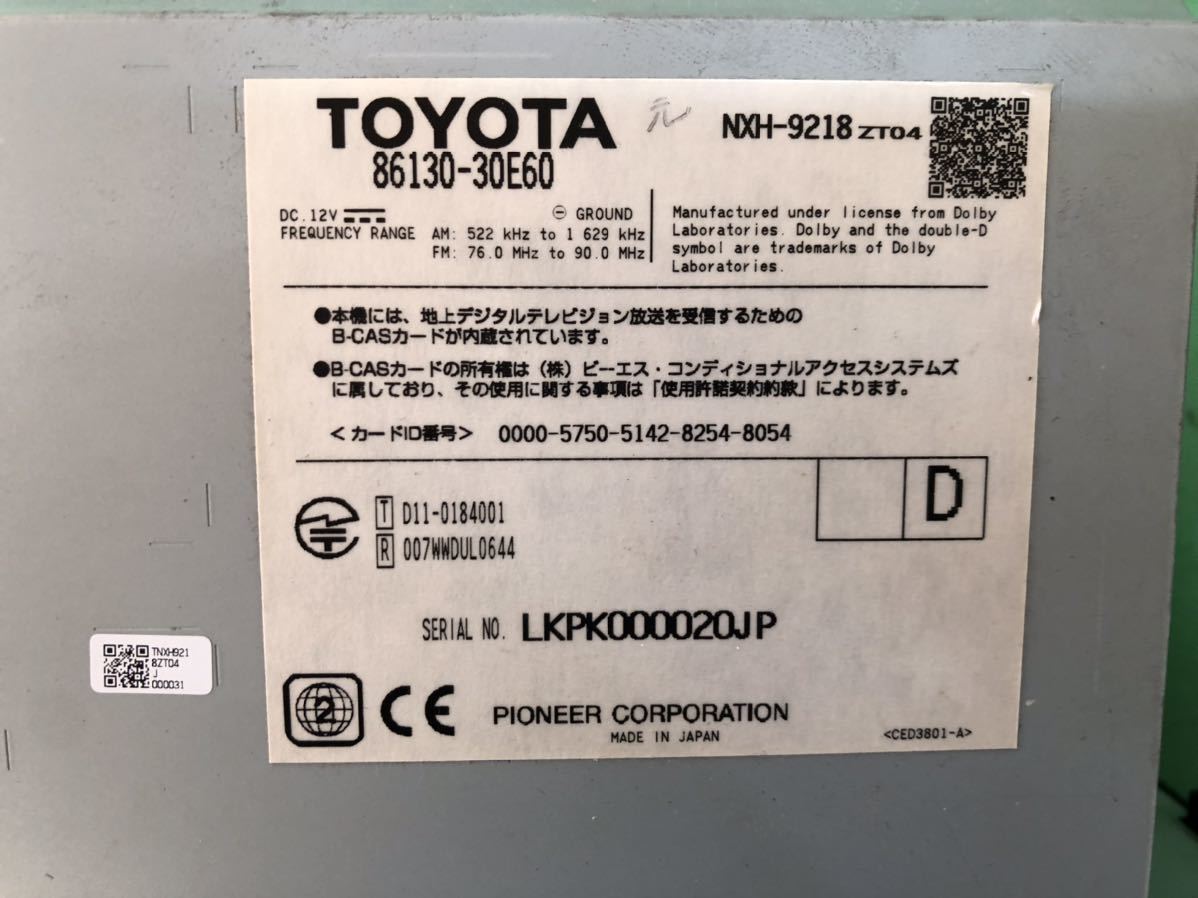 TOYOTA
元
NXH-9218 ZT04
86130-30E60
DC.12V
⊖ GROUND
FREQUENCY RANGE AM: 522 kHz to 1 629 kHz
FM: 76.0 MHz to 90.0 MHz
Manufactured under license from Dolby
Laboratories. Dolby and the double-D
symbol are trademarks of Dolby
Laboratories.
●本機には、地上デジタルテレビジョン放送を受信するための
B-CASカードが内蔵されています。
●B-CASカードの所有権は（株）ビーエス・コンディショナルアクセスシステムズ
に属しており、その使用に関する事項は「使用許諾契約約款」によります。
＜カードID番号＞ 0000-5750-5142-8254-8054
D
T D11-0184001
R 007WWDUL0644
SERIAL NO. LKPK000020JP
TNXH921
8ZT04
J
000031
2 CE PIONEER CORPORATION
MADE IN JAPAN
<CED3801-A>